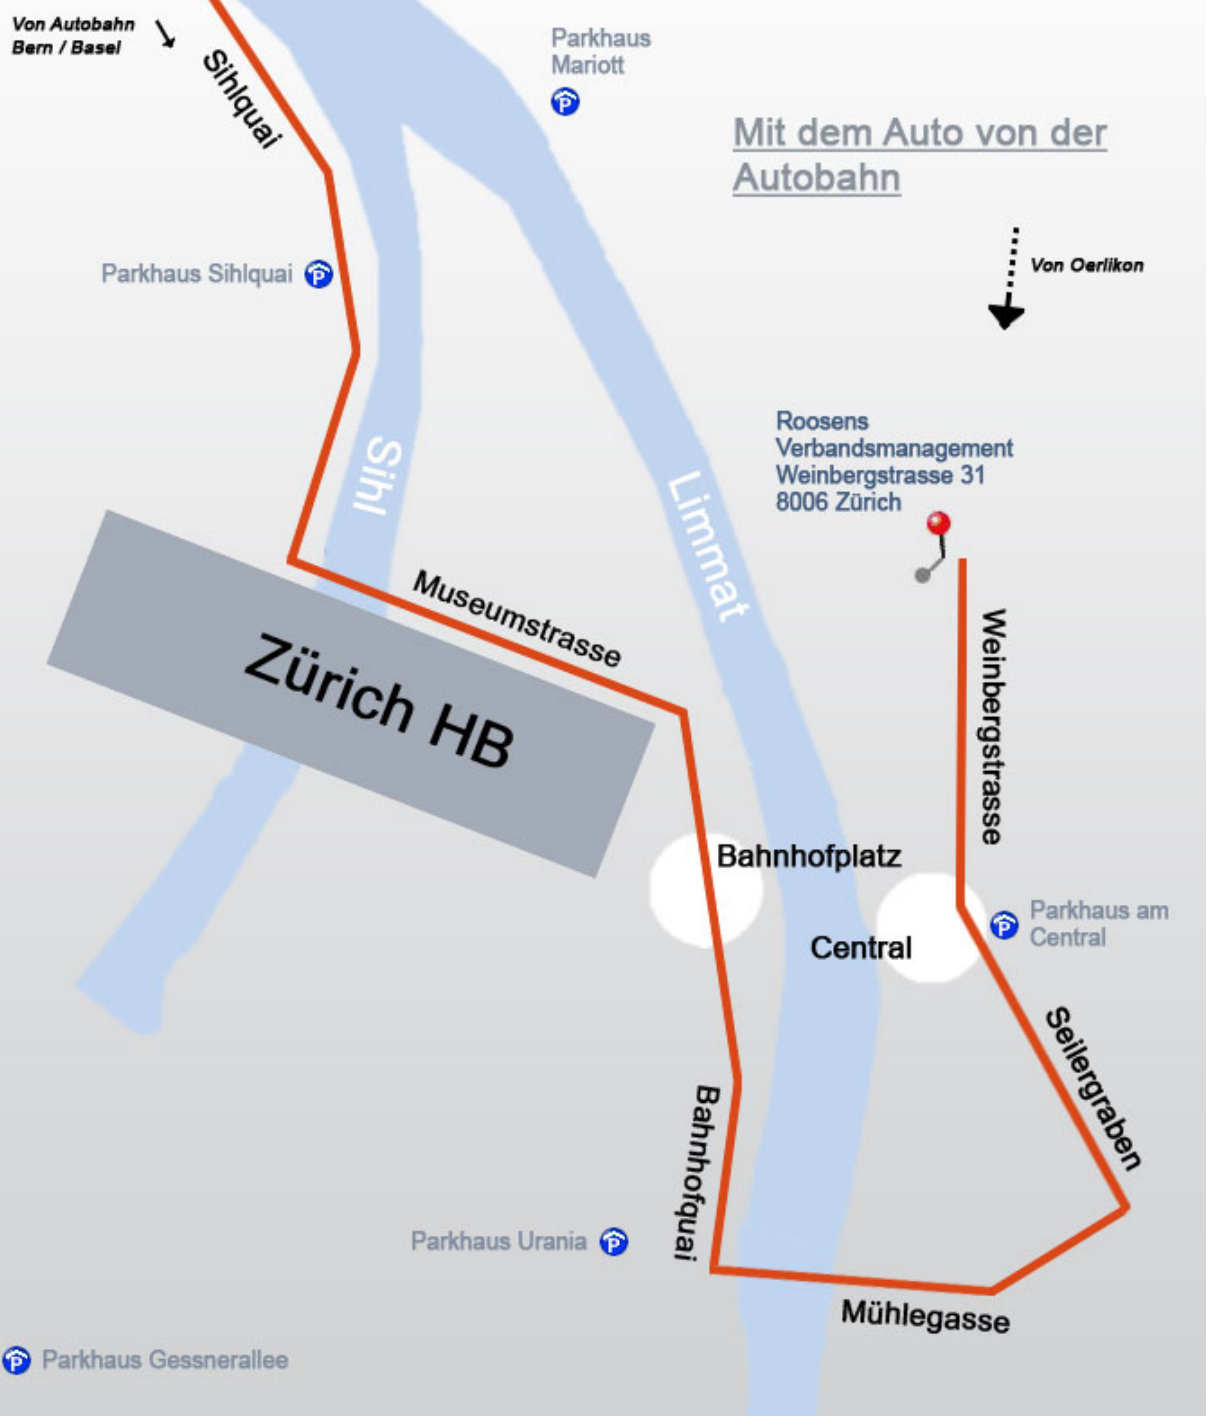 Von Autobahn
Bern / Basel
Sihlquai
Parkhaus
Mariott
P
Mit dem Auto von der
Autobahn
Von Oerlikon
Parkhaus Sihlquai P
Roosens
Verbandsmanagement
Weinbergstrasse 31
8006 Zürich
Sihl
Limmat
Museumstrasse
Zürich HB
Weinbergstrasse
Bahnhofplatz
Central
P Parkhaus am
Central
Seilergraben
Bahnhofquai
Parkhaus Urania P
Mühlegasse
P Parkhaus Gessnerallee